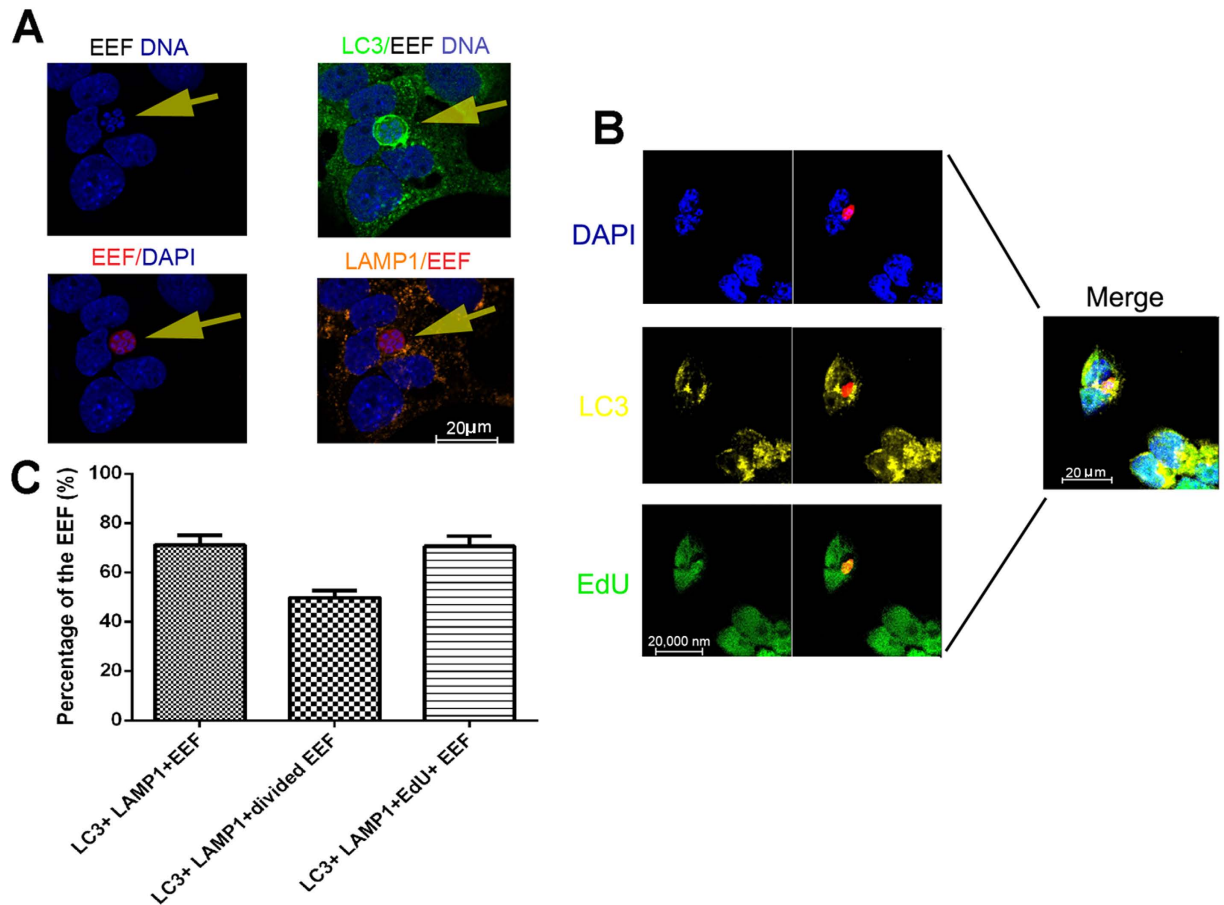 A
EEF DNA
LC3/EEF DNA
EEF/DAPI
LAMP1/EEF
20µm
B
DAPI
LC3
EdU
20,000 nm
Merge
20 µm
C
Percentage of the EEF (%)
100
80
60
40
20
0
LC3+ LAMP1+EEF
LC3+ LAMP1+divided EEF
LC3+ LAMP1+EdU+ EEF